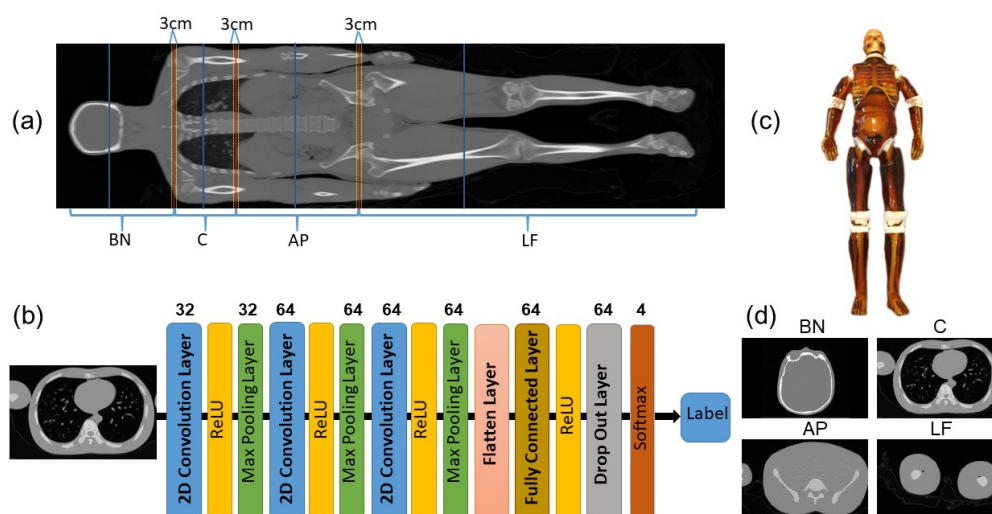 3cm 3cm 3cm
(a)
BN C AP LF
(c)
(b)
32 32 64 64 64 64 64 64 4
2D Convolution Layer
ReLU
Max Pooling Layer
2D Convolution Layer
ReLU
Max Pooling Layer
2D Convolution Layer
ReLU
Max Pooling Layer
Flatten Layer
Fully Connected Layer
ReLU
Drop Out Layer
Softmax
Label
(d)
BN C
AP LF